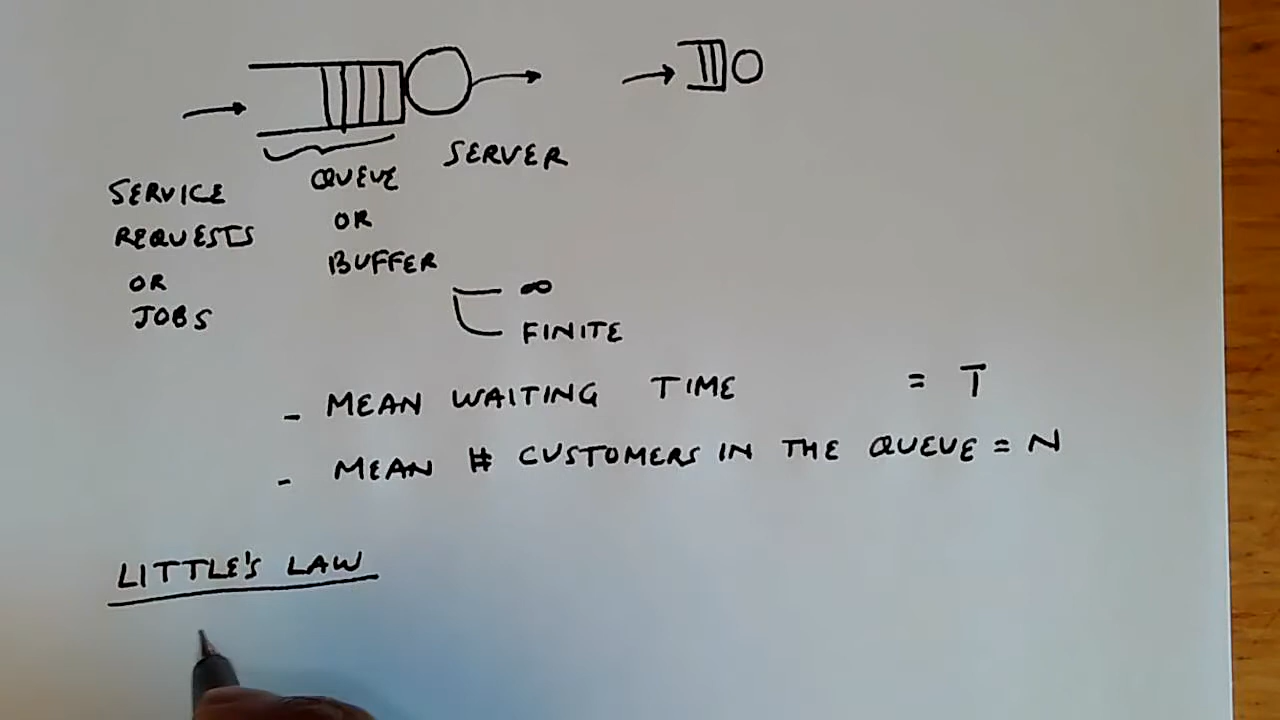 SERVER
SERVICE
REQUESTS
OR
JOBS
QUEUE
OR
BUFFER
∞
FINITE
- MEAN WAITING TIME = T
- MEAN # CUSTOMERS IN THE QUEUE = N
LITTLE'S LAW